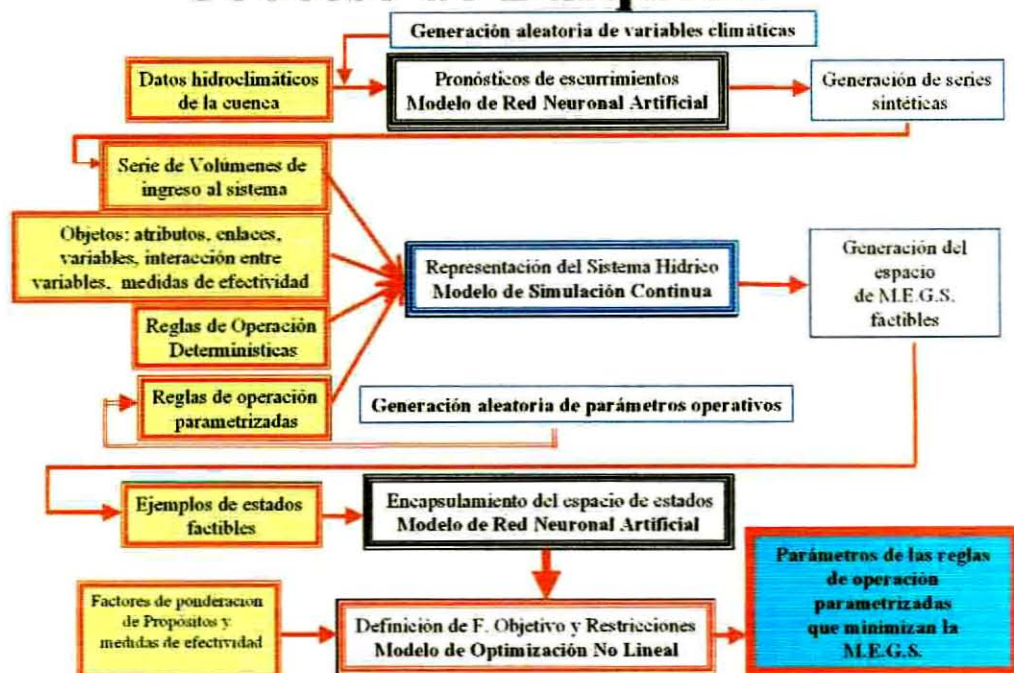 Generación aleatoria de variables climáticas
Datos hidroclimáticos
de la cuenca
Pronósticos de escurrimientos
Modelo de Red Neuronal Artificial
Generación de series
sintéticas
Serie de Volúmenes de
ingreso al sistema
Objetos: atributos, enlaces,
variables, interacción entre
variables, medidas de efectividad
Reglas de Operación
Determinísticas
Reglas de operación
parametrizadas
Representación del Sistema Hídrico
Modelo de Simulación Continua
Generación del
espacio
de M.E.G.S.
factibles
Generación aleatoria de parámetros operativos
Ejemplos de estados
factibles
Encapsulamiento del espacio de estados
Modelo de Red Neuronal Artificial
Factores de ponderación
de Propósitos y
medidas de efectividad
Definición de F. Objetivo y Restricciones
Modelo de Optimización No Lineal
Parámetros de las reglas
de operación
parametrizadas
que minimizan la
M.E.G.S.